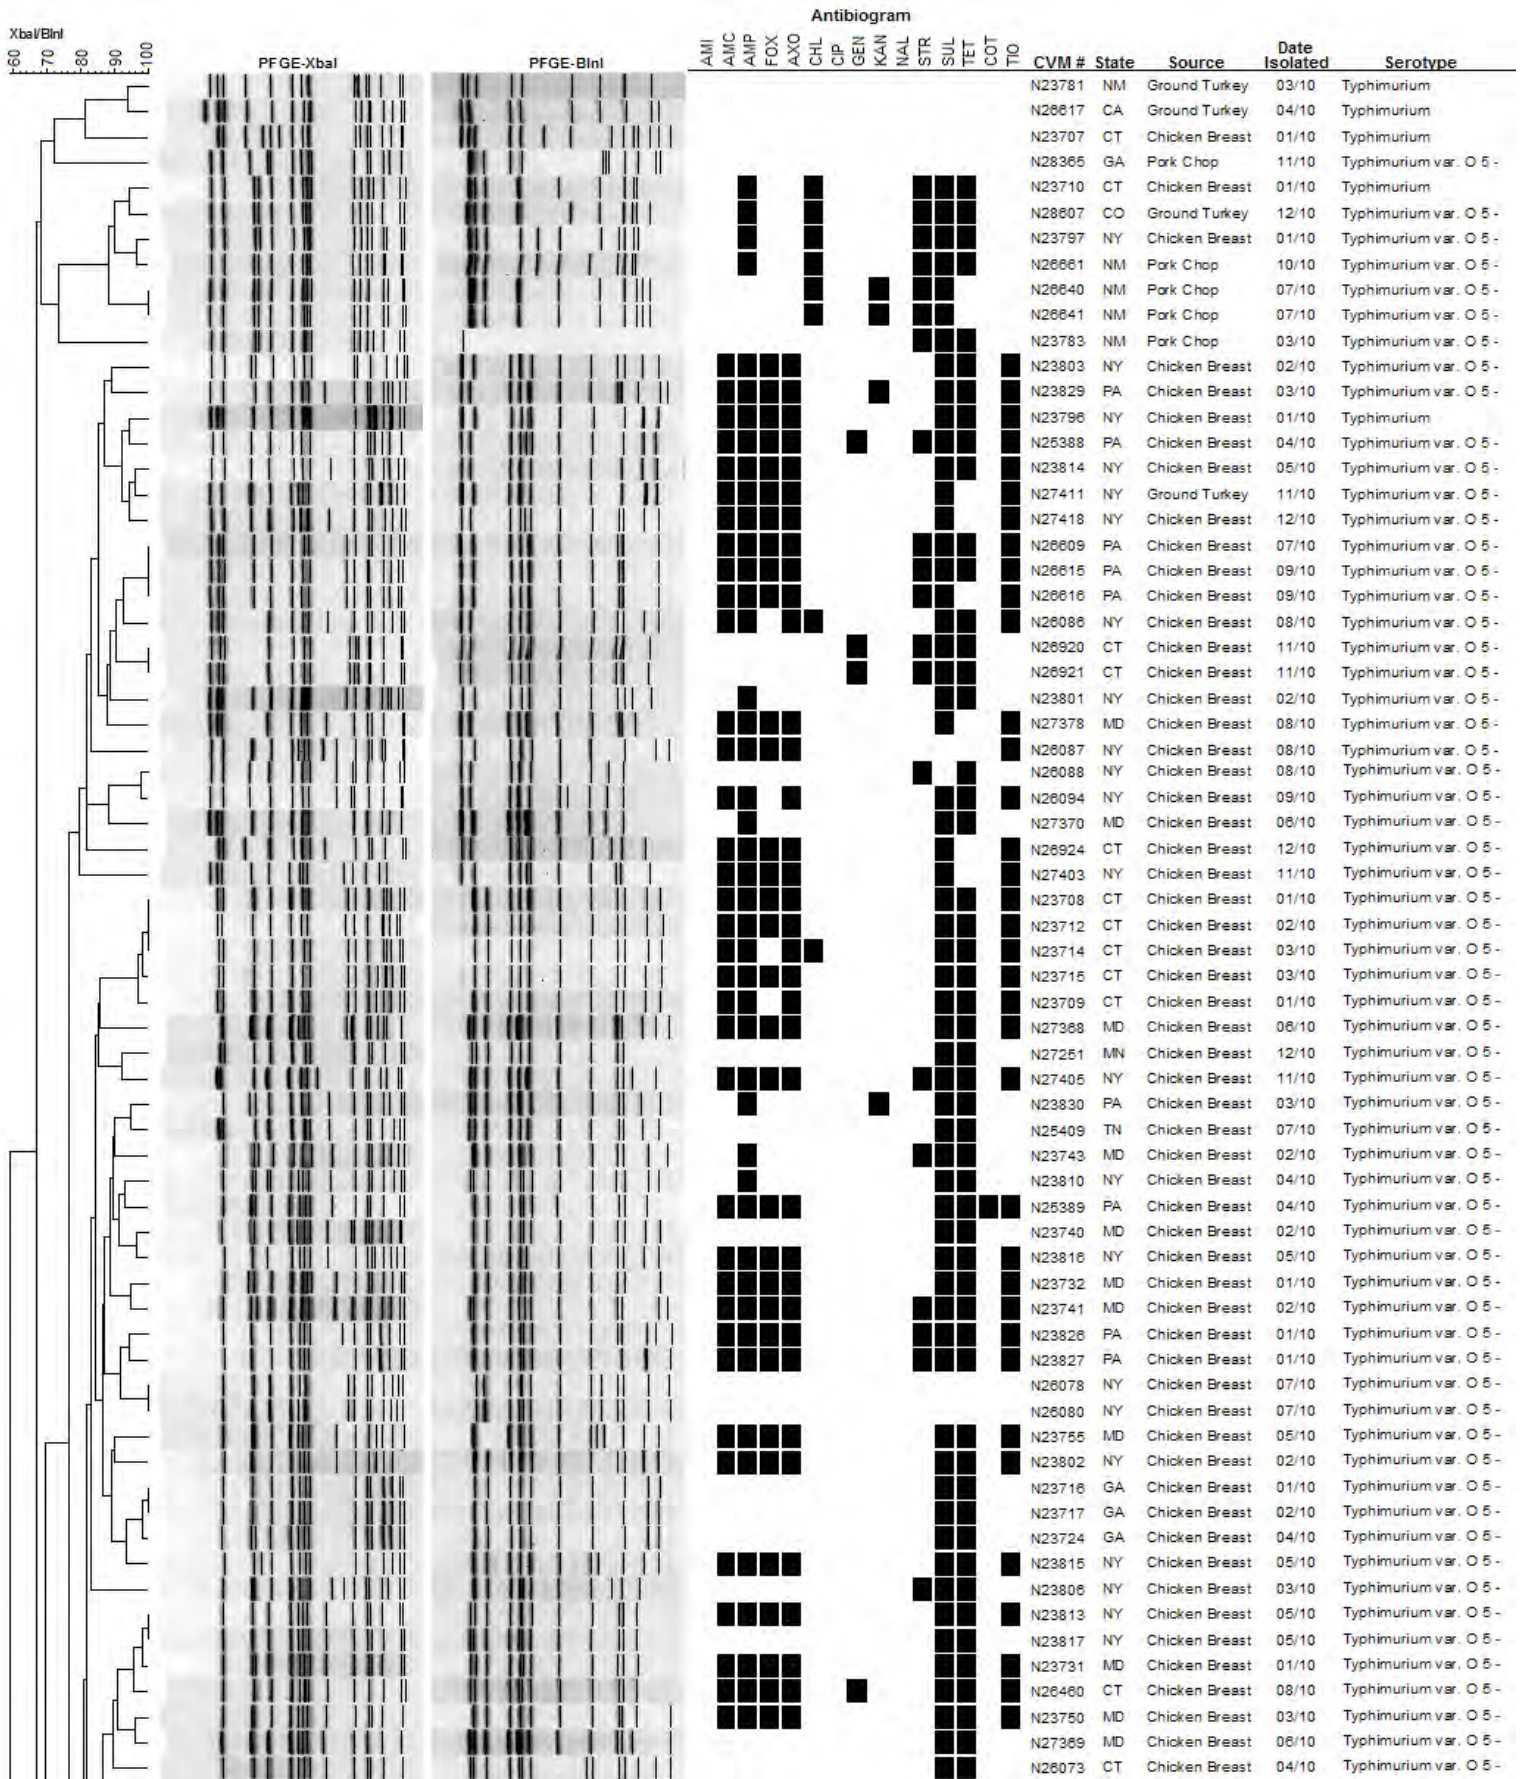 Antibiogram
XbaI/BlnI
60 70 80 90 100
PFGE-XbaI PFGE-BlnI AMI AMC AMP FOX AXO CHL CIP GEN KAN NAL STR SUL TET COT TIO CVM # State Source Date Isolated Serotype
N23781 NM Ground Turkey 03/10 Typhimurium
N26617 CA Ground Turkey 04/10 Typhimurium
N23707 CT Chicken Breast 01/10 Typhimurium
N28365 GA Pork Chop 11/10 Typhimurium var. O 5 -
N23710 CT Chicken Breast 01/10 Typhimurium
N28607 CO Ground Turkey 12/10 Typhimurium var. O 5 -
N23797 NY Chicken Breast 01/10 Typhimurium var. O 5 -
N26661 NM Pork Chop 10/10 Typhimurium var. O 5 -
N26640 NM Pork Chop 07/10 Typhimurium var. O 5 -
N26641 NM Pork Chop 07/10 Typhimurium var. O 5 -
N23783 NM Pork Chop 03/10 Typhimurium var. O 5 -
N23803 NY Chicken Breast 02/10 Typhimurium var. O 5 -
N23829 PA Chicken Breast 03/10 Typhimurium var. O 5 -
N23796 NY Chicken Breast 01/10 Typhimurium
N25388 PA Chicken Breast 04/10 Typhimurium var. O 5 -
N23814 NY Chicken Breast 05/10 Typhimurium var. O 5 -
N27411 NY Ground Turkey 11/10 Typhimurium var. O 5 -
N27418 NY Chicken Breast 12/10 Typhimurium var. O 5 -
N26609 PA Chicken Breast 07/10 Typhimurium var. O 5 -
N26615 PA Chicken Breast 09/10 Typhimurium var. O 5 -
N26616 PA Chicken Breast 09/10 Typhimurium var. O 5 -
N26086 NY Chicken Breast 08/10 Typhimurium var. O 5 -
N26920 CT Chicken Breast 11/10 Typhimurium var. O 5 -
N26921 CT Chicken Breast 11/10 Typhimurium var. O 5 -
N23801 NY Chicken Breast 02/10 Typhimurium var. O 5 -
N27378 MD Chicken Breast 08/10 Typhimurium var. O 5 -
N26087 NY Chicken Breast 08/10 Typhimurium var. O 5 -
N26088 NY Chicken Breast 08/10 Typhimurium var. O 5 -
N26094 NY Chicken Breast 09/10 Typhimurium var. O 5 -
N27370 MD Chicken Breast 06/10 Typhimurium var. O 5 -
N26924 CT Chicken Breast 12/10 Typhimurium var. O 5 -
N27403 NY Chicken Breast 11/10 Typhimurium var. O 5 -
N23708 CT Chicken Breast 01/10 Typhimurium var. O 5 -
N23712 CT Chicken Breast 02/10 Typhimurium var. O 5 -
N23714 CT Chicken Breast 03/10 Typhimurium var. O 5 -
N23715 CT Chicken Breast 03/10 Typhimurium var. O 5 -
N23709 CT Chicken Breast 01/10 Typhimurium var. O 5 -
N27368 MD Chicken Breast 06/10 Typhimurium var. O 5 -
N27251 MN Chicken Breast 12/10 Typhimurium var. O 5 -
N27405 NY Chicken Breast 11/10 Typhimurium var. O 5 -
N23830 PA Chicken Breast 03/10 Typhimurium var. O 5 -
N25409 TN Chicken Breast 07/10 Typhimurium var. O 5 -
N23743 MD Chicken Breast 02/10 Typhimurium var. O 5 -
N23810 NY Chicken Breast 04/10 Typhimurium var. O 5 -
N25389 PA Chicken Breast 04/10 Typhimurium var. O 5 -
N23740 MD Chicken Breast 02/10 Typhimurium var. O 5 -
N23816 NY Chicken Breast 05/10 Typhimurium var. O 5 -
N23732 MD Chicken Breast 01/10 Typhimurium var. O 5 -
N23741 MD Chicken Breast 02/10 Typhimurium var. O 5 -
N23826 PA Chicken Breast 01/10 Typhimurium var. O 5 -
N23827 PA Chicken Breast 01/10 Typhimurium var. O 5 -
N26078 NY Chicken Breast 07/10 Typhimurium var. O 5 -
N26080 NY Chicken Breast 07/10 Typhimurium var. O 5 -
N23755 MD Chicken Breast 05/10 Typhimurium var. O 5 -
N23802 NY Chicken Breast 02/10 Typhimurium var. O 5 -
N23716 GA Chicken Breast 01/10 Typhimurium var. O 5 -
N23717 GA Chicken Breast 02/10 Typhimurium var. O 5 -
N23724 GA Chicken Breast 04/10 Typhimurium var. O 5 -
N23815 NY Chicken Breast 05/10 Typhimurium var. O 5 -
N23806 NY Chicken Breast 03/10 Typhimurium var. O 5 -
N23813 NY Chicken Breast 05/10 Typhimurium var. O 5 -
N23817 NY Chicken Breast 05/10 Typhimurium var. O 5 -
N23731 MD Chicken Breast 01/10 Typhimurium var. O 5 -
N26460 CT Chicken Breast 08/10 Typhimurium var. O 5 -
N23750 MD Chicken Breast 03/10 Typhimurium var. O 5 -
N27369 MD Chicken Breast 06/10 Typhimurium var. O 5 -
N26073 CT Chicken Breast 04/10 Typhimurium var. O 5 -